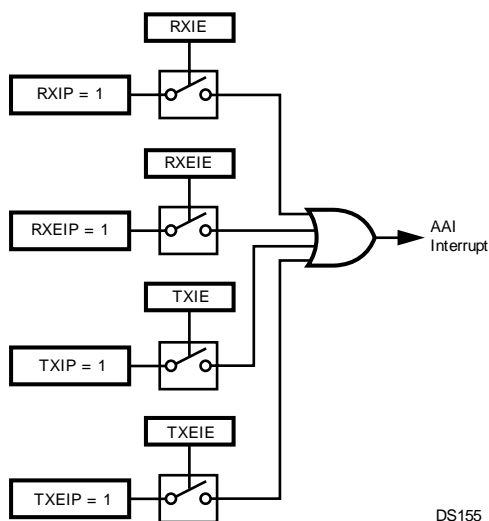 RXIE
RXIP = 1
RXEIE
RXEIP = 1
AAI
Interrupt
TXIE
TXIP = 1
TXEIE
TXEIP = 1
DS155